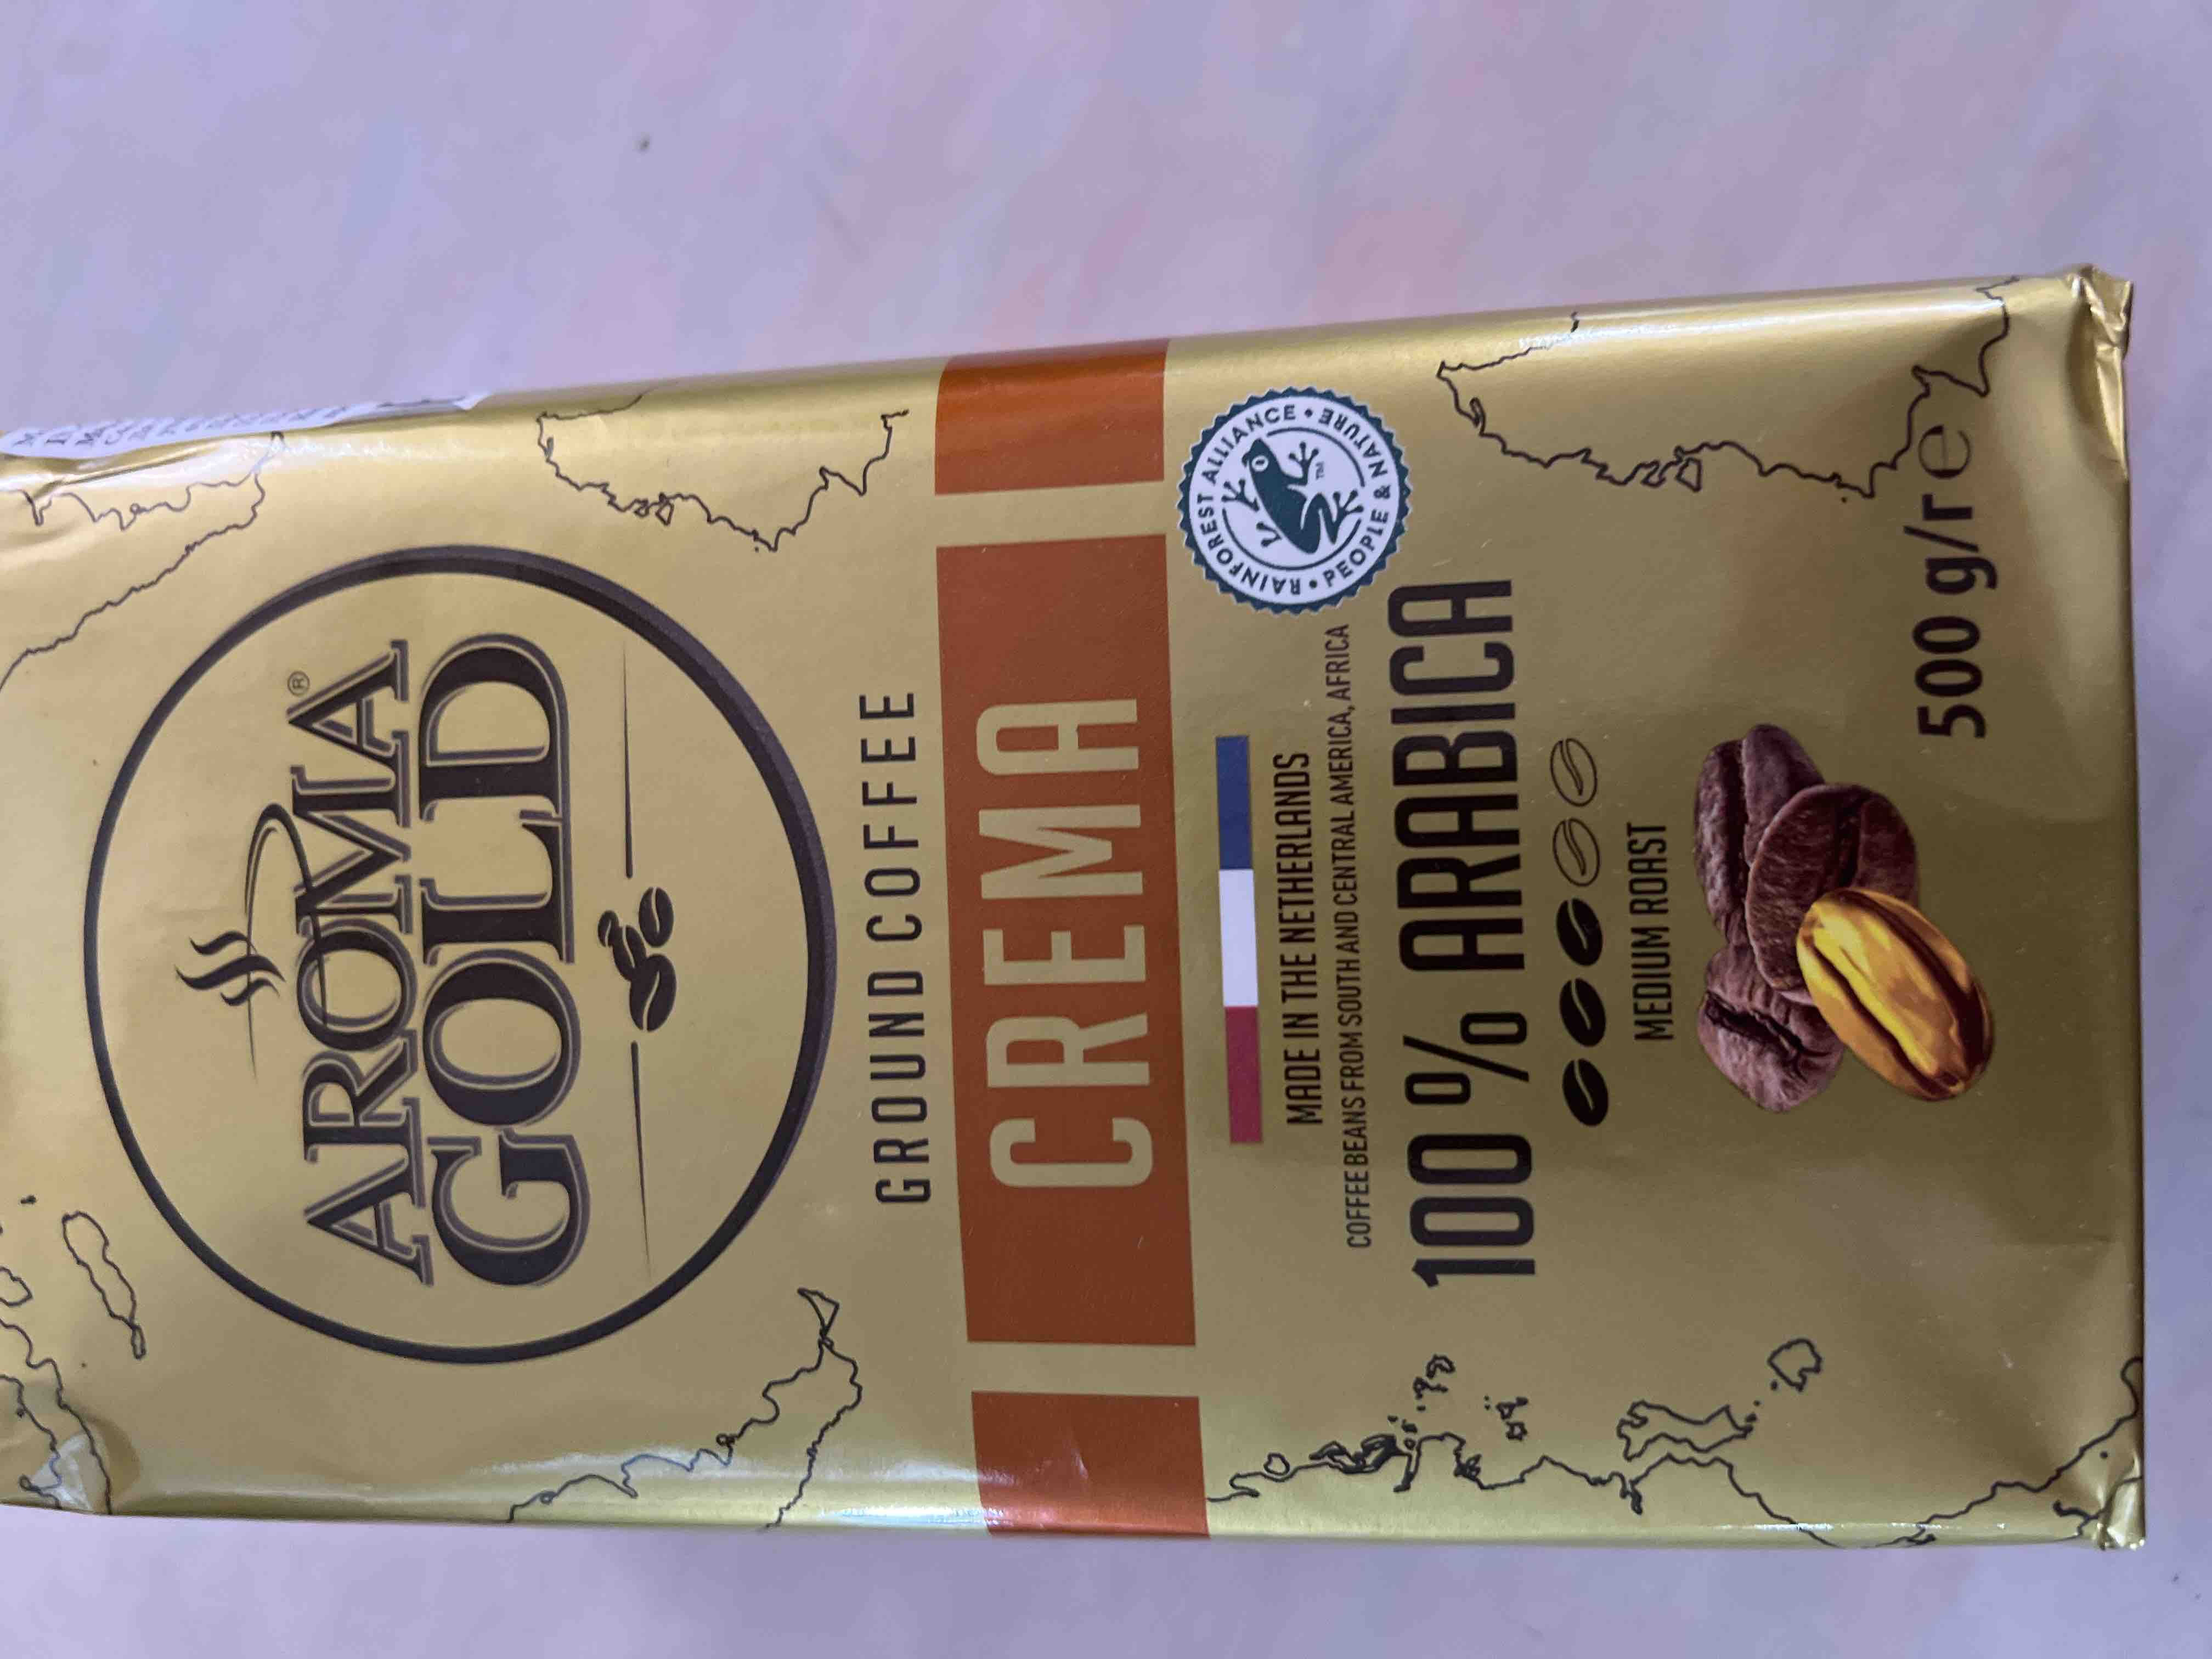 AROMA®
GOLD
GROUND COFFEE
CREMA
RAINFOREST ALLIANCE • PEOPLE & NATURE •
TM
MADE IN THE NETHERLANDS
COFFEE BEANS FROM SOUTH AND CENTRAL AMERICA, AFRICA
100 % ARABICA
MEDIUM ROAST
500 g/г e